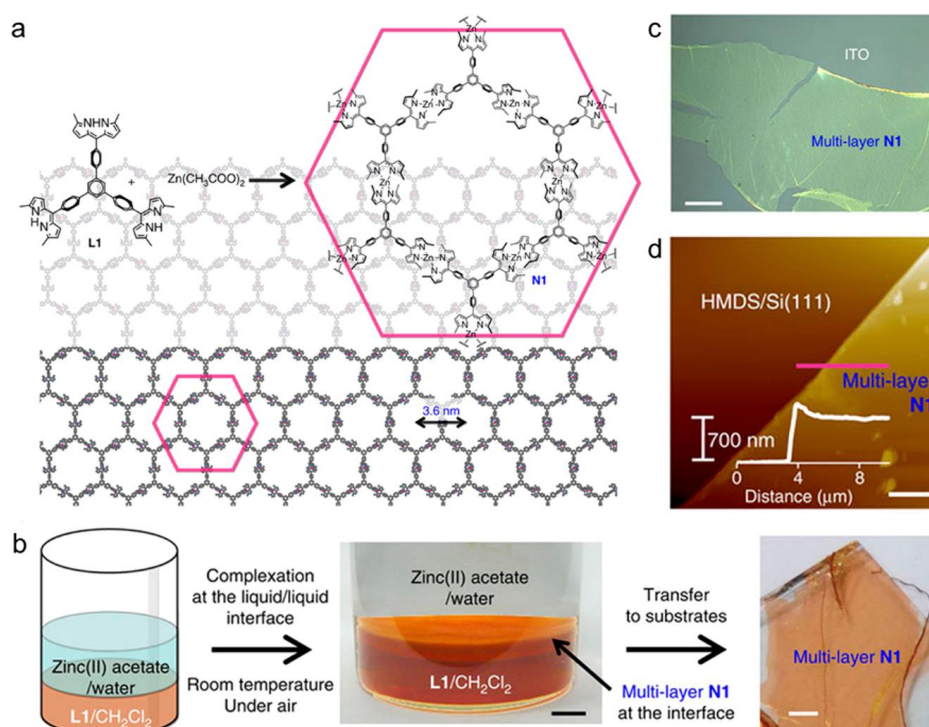 a
L1
+
Zn(CH₃COO)₂
N1
3.6 nm
c
ITO
Multi-layer N1
d
HMDS/Si(111)
Multi-layer
N1
700 nm
0
4
8
Distance (μm)
b
Zinc(II) acetate
/water
L1/CH₂Cl₂
Complexation
at the liquid/liquid
interface
Room temperature
Under air
Zinc(II) acetate
/water
L1/CH₂Cl₂
Transfer
to substrates
Multi-layer N1
at the interface
Multi-layer N1